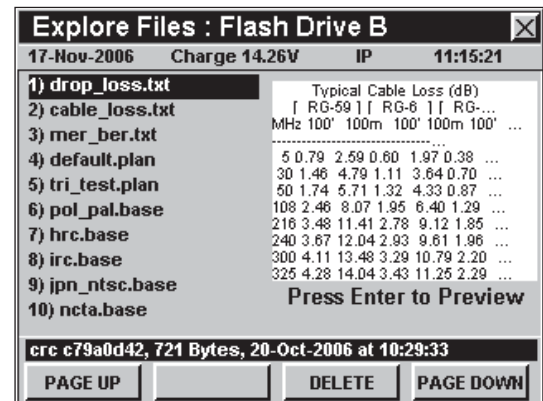 Explore Files : Flash Drive B
17-Nov-2006 Charge 14.26V IP 11:15:21
1) drop_loss.txt
2) cable_loss.txt
3) mer_ber.txt
4) default.plan
5) tri_test.plan
6) pol_pal.base
7) hrc.base
8) irc.base
9) jpn_ntsc.base
10) ncta.base
Typical Cable Loss (dB)
[ RG-59 ] [ RG-6 ] [ RG-...
MHz 100' 100m 100' 100m 100' ...
----------------------------------...
5 0.79 2.59 0.60 1.97 0.38 ...
30 1.46 4.79 1.11 3.64 0.70 ...
50 1.74 5.71 1.32 4.33 0.87 ...
108 2.46 8.07 1.95 6.40 1.29 ...
216 3.48 11.41 2.78 9.12 1.85 ...
240 3.67 12.04 2.93 9.61 1.96 ...
300 4.11 13.48 3.29 10.79 2.20 ...
325 4.28 14.04 3.43 11.25 2.29 ...
Press Enter to Preview
crc c79a0d42, 721 Bytes, 20-Oct-2006 at 10:29:33
PAGE UP DELETE PAGE DOWN